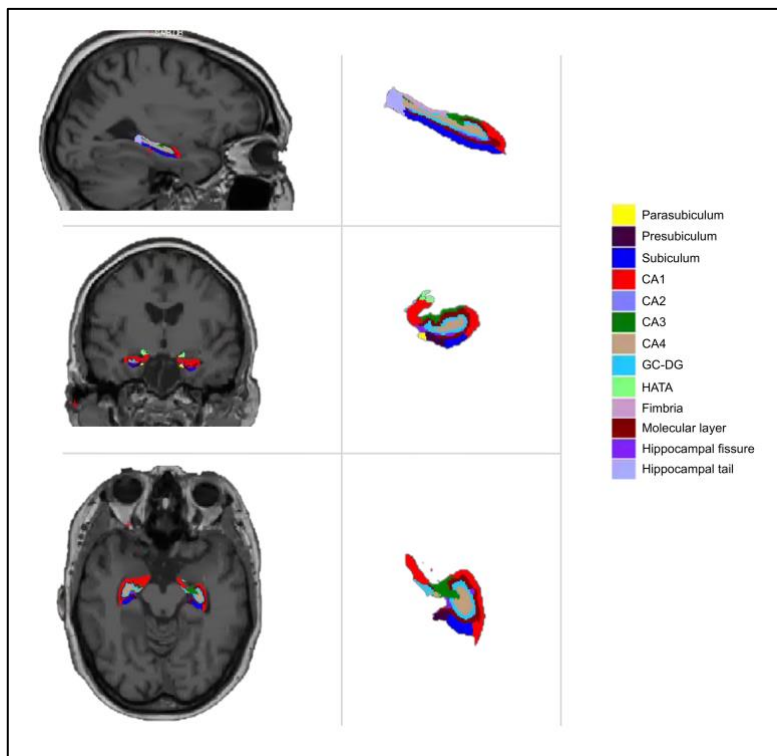 Parasubiculum
Presubiculum
Subiculum
CA1
CA2
CA3
CA4
GC-DG
HATA
Fimbria
Molecular layer
Hippocampal fissure
Hippocampal tail